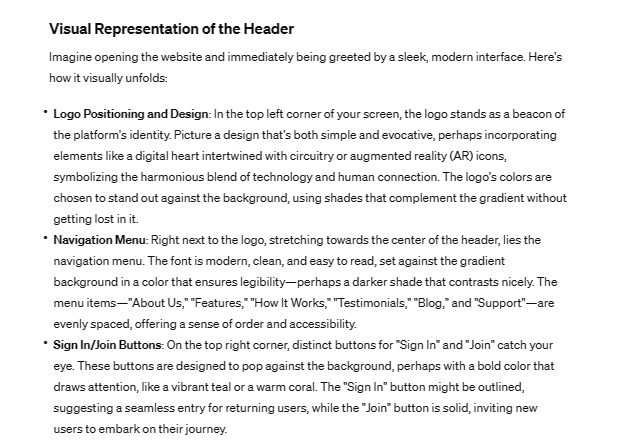 Visual Representation of the Header
Imagine opening the website and immediately being greeted by a sleek, modern interface. Here's
how it visually unfolds:
• Logo Positioning and Design: In the top left corner of your screen, the logo stands as a beacon of
the platform's identity. Picture a design that's both simple and evocative, perhaps incorporating
elements like a digital heart intertwined with circuitry or augmented reality (AR) icons,
symbolizing the harmonious blend of technology and human connection. The logo's colors are
chosen to stand out against the background, using shades that complement the gradient without
getting lost in it.
• Navigation Menu: Right next to the logo, stretching towards the center of the header, lies the
navigation menu. The font is modern, clean, and easy to read, set against the gradient
background in a color that ensures legibility—perhaps a darker shade that contrasts nicely. The
menu items—"About Us," "Features," "How It Works," "Testimonials," "Blog," and "Support"—are
evenly spaced, offering a sense of order and accessibility.
• Sign In/Join Buttons: On the top right corner, distinct buttons for "Sign In" and "Join" catch your
eye. These buttons are designed to pop against the background, perhaps with a bold color that
draws attention, like a vibrant teal or a warm coral. The "Sign In" button might be outlined,
suggesting a seamless entry for returning users, while the "Join" button is solid, inviting new
users to embark on their journey.